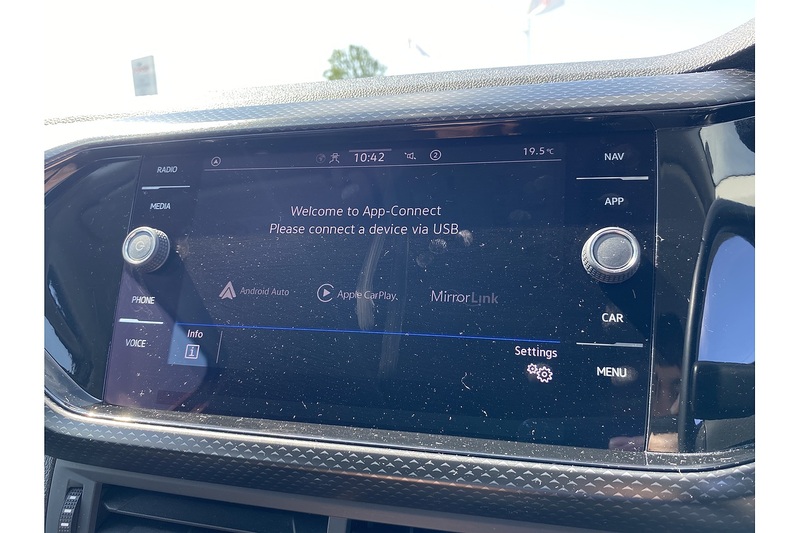 RADIO
MEDIA
PHONE
VOICE
10:42
2
19.5°C
Welcome to App-Connect
Please connect a device via USB.
Android Auto
Apple CarPlay.
MirrorLink
Info
i
Settings
NAV
APP
CAR
MENU